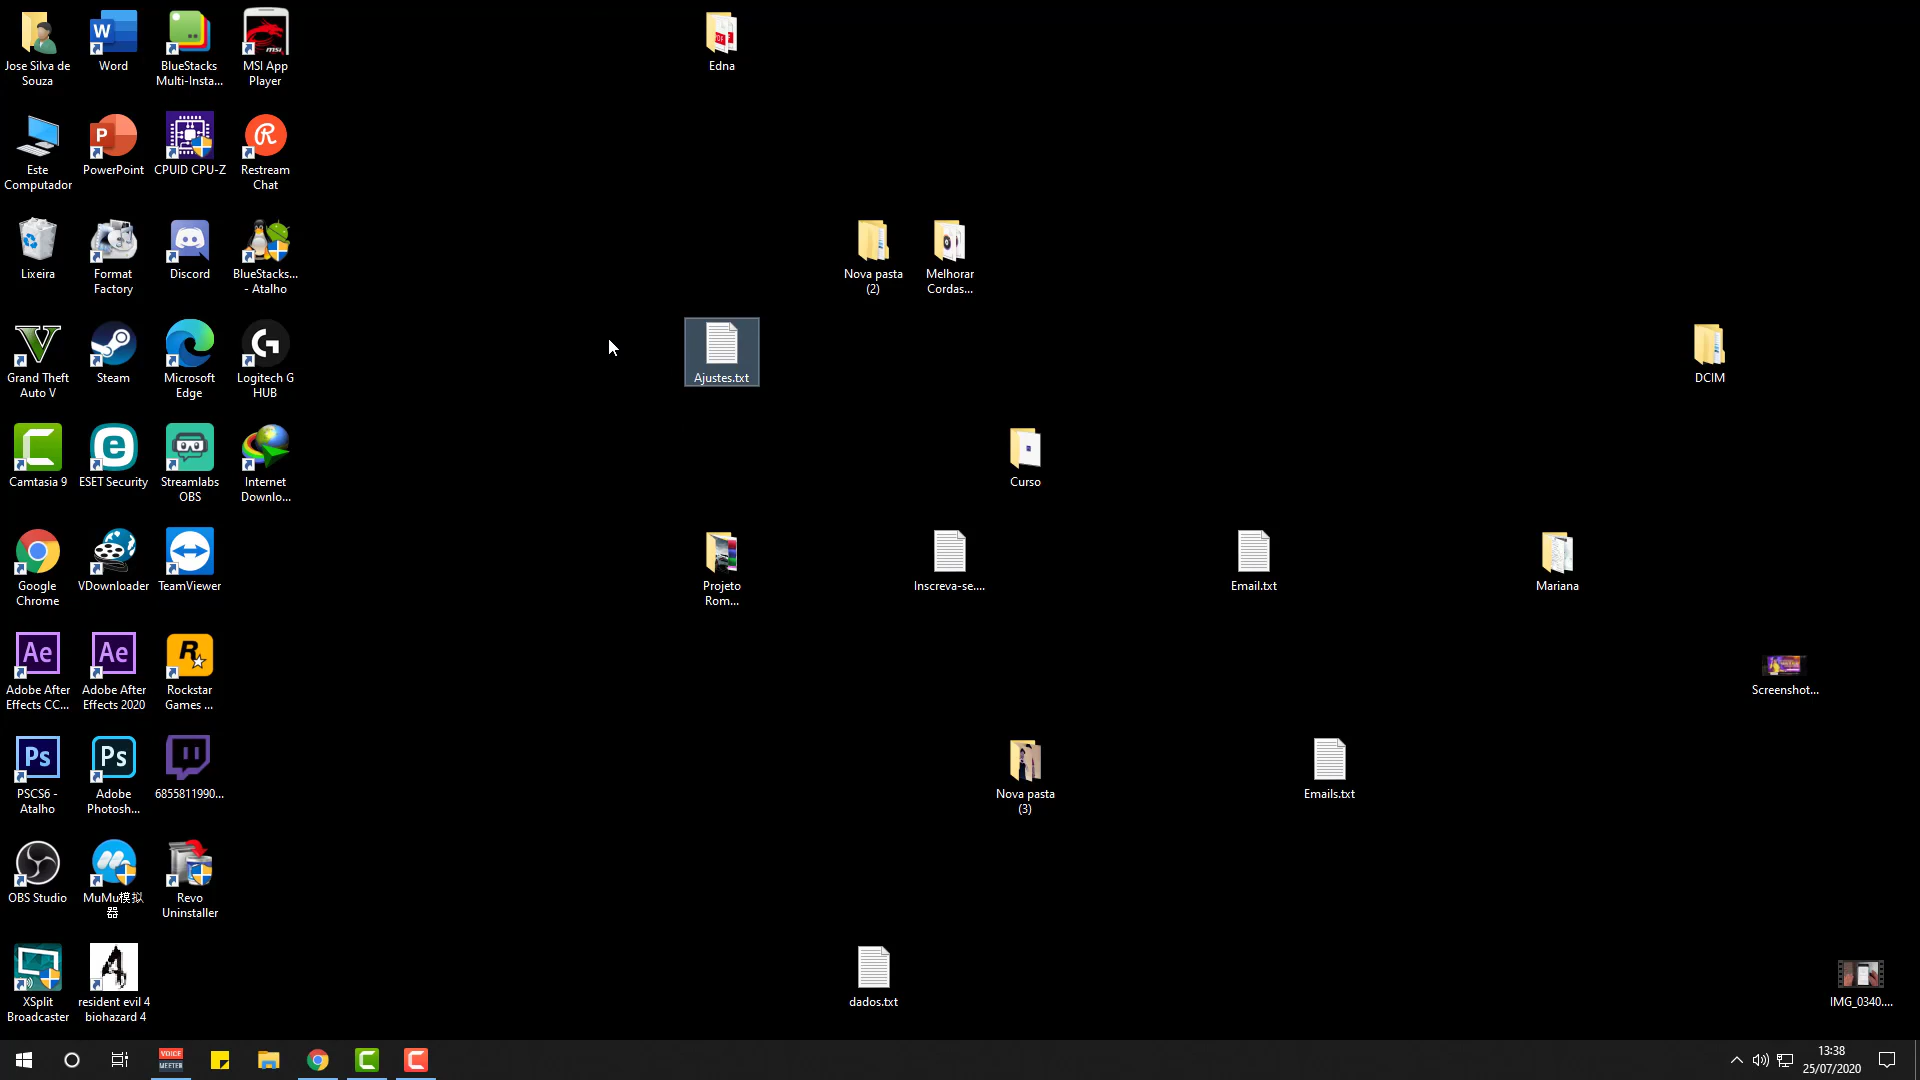 Jose Silva de
Souza
Word
BlueStacks
Multi-Insta...
MSI App
Player
Edna
Este
Computador
PowerPoint
CPUID CPU-Z
Restream
Chat
Lixeira
Format
Factory
Discord
BlueStacks...
- Atalho
Nova pasta
(2)
Melhorar
Cordas...
Grand Theft
Auto V
Steam
Microsoft
Edge
Logitech G
HUB
Ajustes.txt
DCIM
Camtasia 9
ESET Security
Streamlabs
OBS
Internet
Downlo...
Curso
Google
Chrome
VDownloader
TeamViewer
Projeto
Rom...
Inscreva-se....
Email.txt
Mariana
Adobe After
Effects CC...
Adobe After
Effects 2020
Rockstar
Games ...
Screenshot...
PSCS6 -
Atalho
Adobe
Photosh...
6855811990...
Nova pasta
(3)
Emails.txt
OBS Studio
MuMu模拟
器
Revo
Uninstaller
XSplit
Broadcaster
resident evil 4
biohazard 4
dados.txt
IMG_0340....
VOICE
MEETER
13:38
25/07/2020